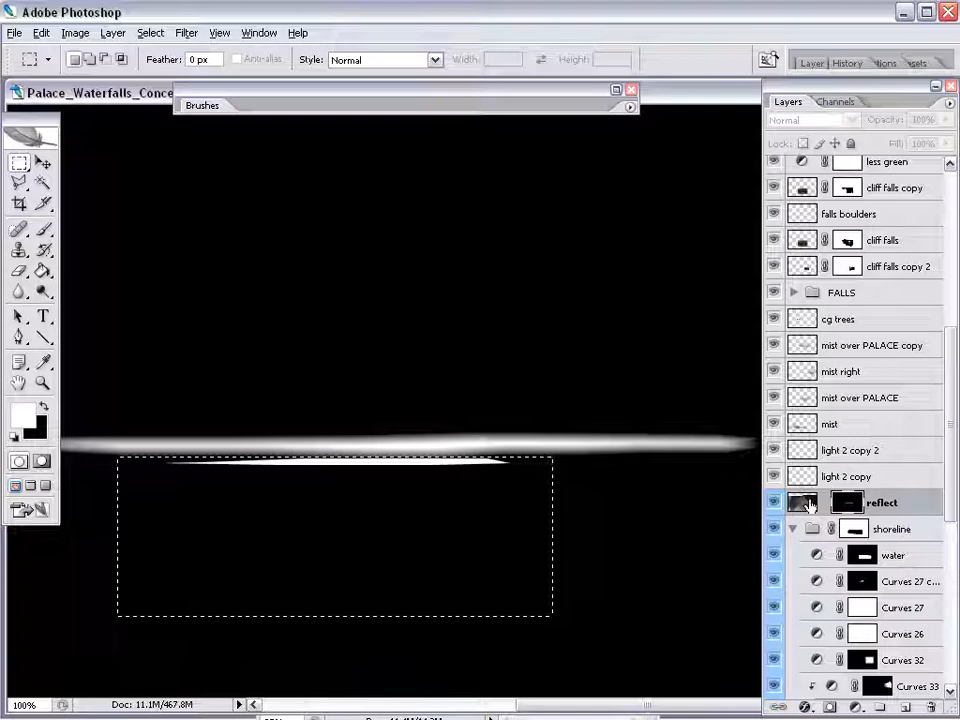 Adobe Photoshop
File Edit Image Layer Select Filter View Window Help
Feather: 0 px Anti-alias Style: Normal Width: Height: Layer History
Palace_Waterfalls_Conce
Brushes
Layers Channels
Normal Opacity: 100%
Lock: Fill: 100%
less green
cliff falls copy
falls boulders
cliff falls
cliff falls copy 2
FALLS
cg trees
mist over PALACE copy
mist right
mist over PALACE
mist
light 2 copy 2
light 2 copy
reflect
shoreline
water
Curves 27 c...
Curves 27
Curves 26
Curves 32
Curves 33
100% Doc: 11.1M/467.8M